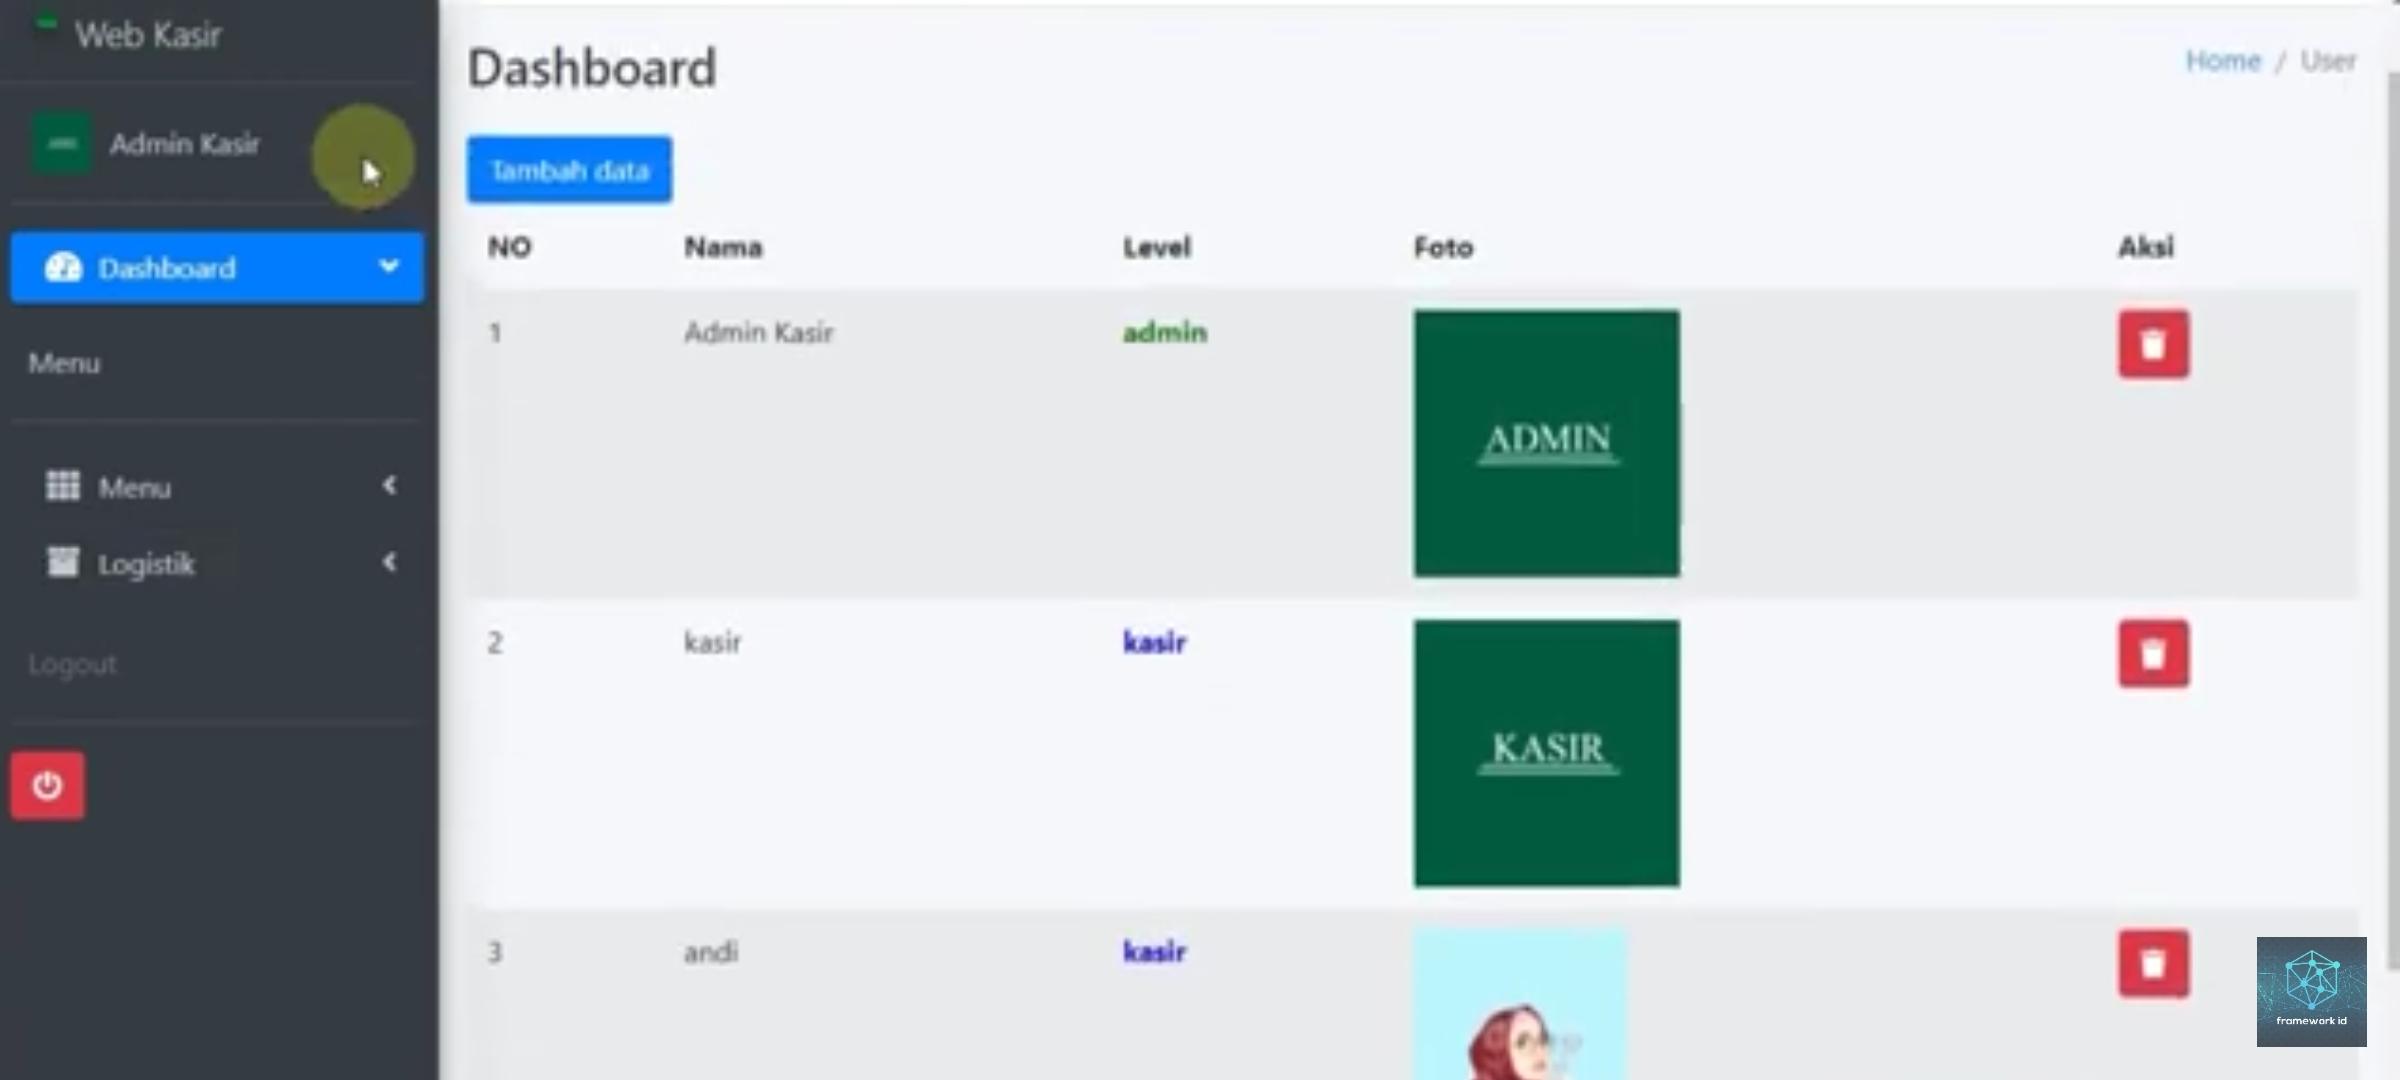 Web Kasir
Admin Kasir
Dashboard
Menu
Menu
Logistik
Logout
Dashboard
Home / User
Tambah data
NO Nama Level Foto Aksi
1 Admin Kasir admin
ADMIN
2 kasir kasir
KASIR
3 andi kasir
framework id